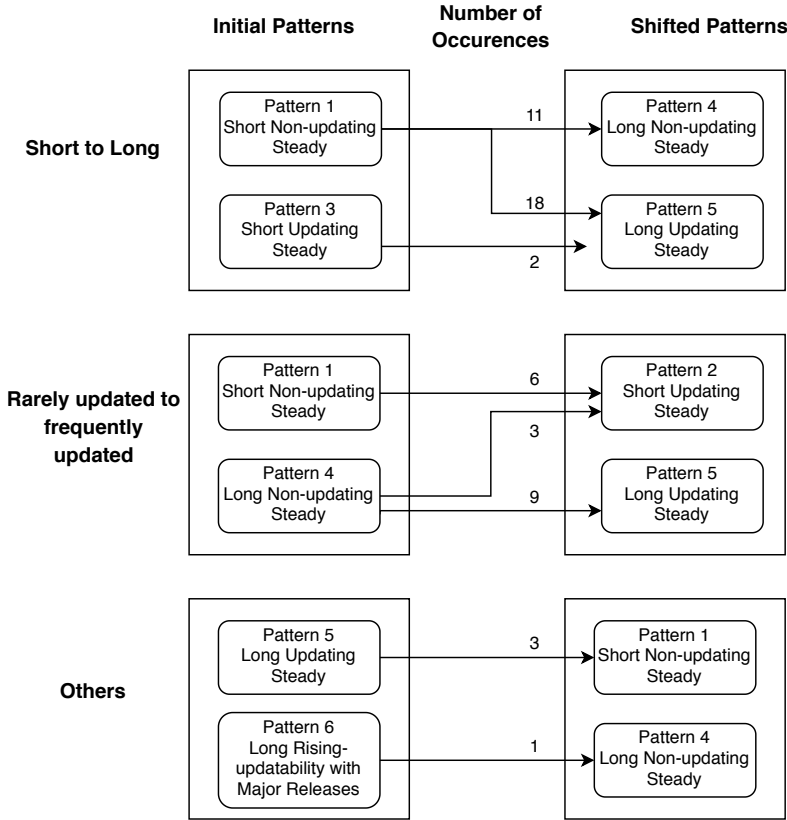 Initial Patterns
Number of
Occurences
Shifted Patterns
Short to Long
Pattern 1
Short Non-updating
Steady
11
Pattern 4
Long Non-updating
Steady
Pattern 3
Short Updating
Steady
18
2
Pattern 5
Long Updating
Steady
Rarely updated to
frequently
updated
Pattern 1
Short Non-updating
Steady
6
3
Pattern 2
Short Updating
Steady
Pattern 4
Long Non-updating
Steady
9
Pattern 5
Long Updating
Steady
Others
Pattern 5
Long Updating
Steady
3
Pattern 1
Short Non-updating
Steady
Pattern 6
Long Rising-
updatability with
Major Releases
1
Pattern 4
Long Non-updating
Steady